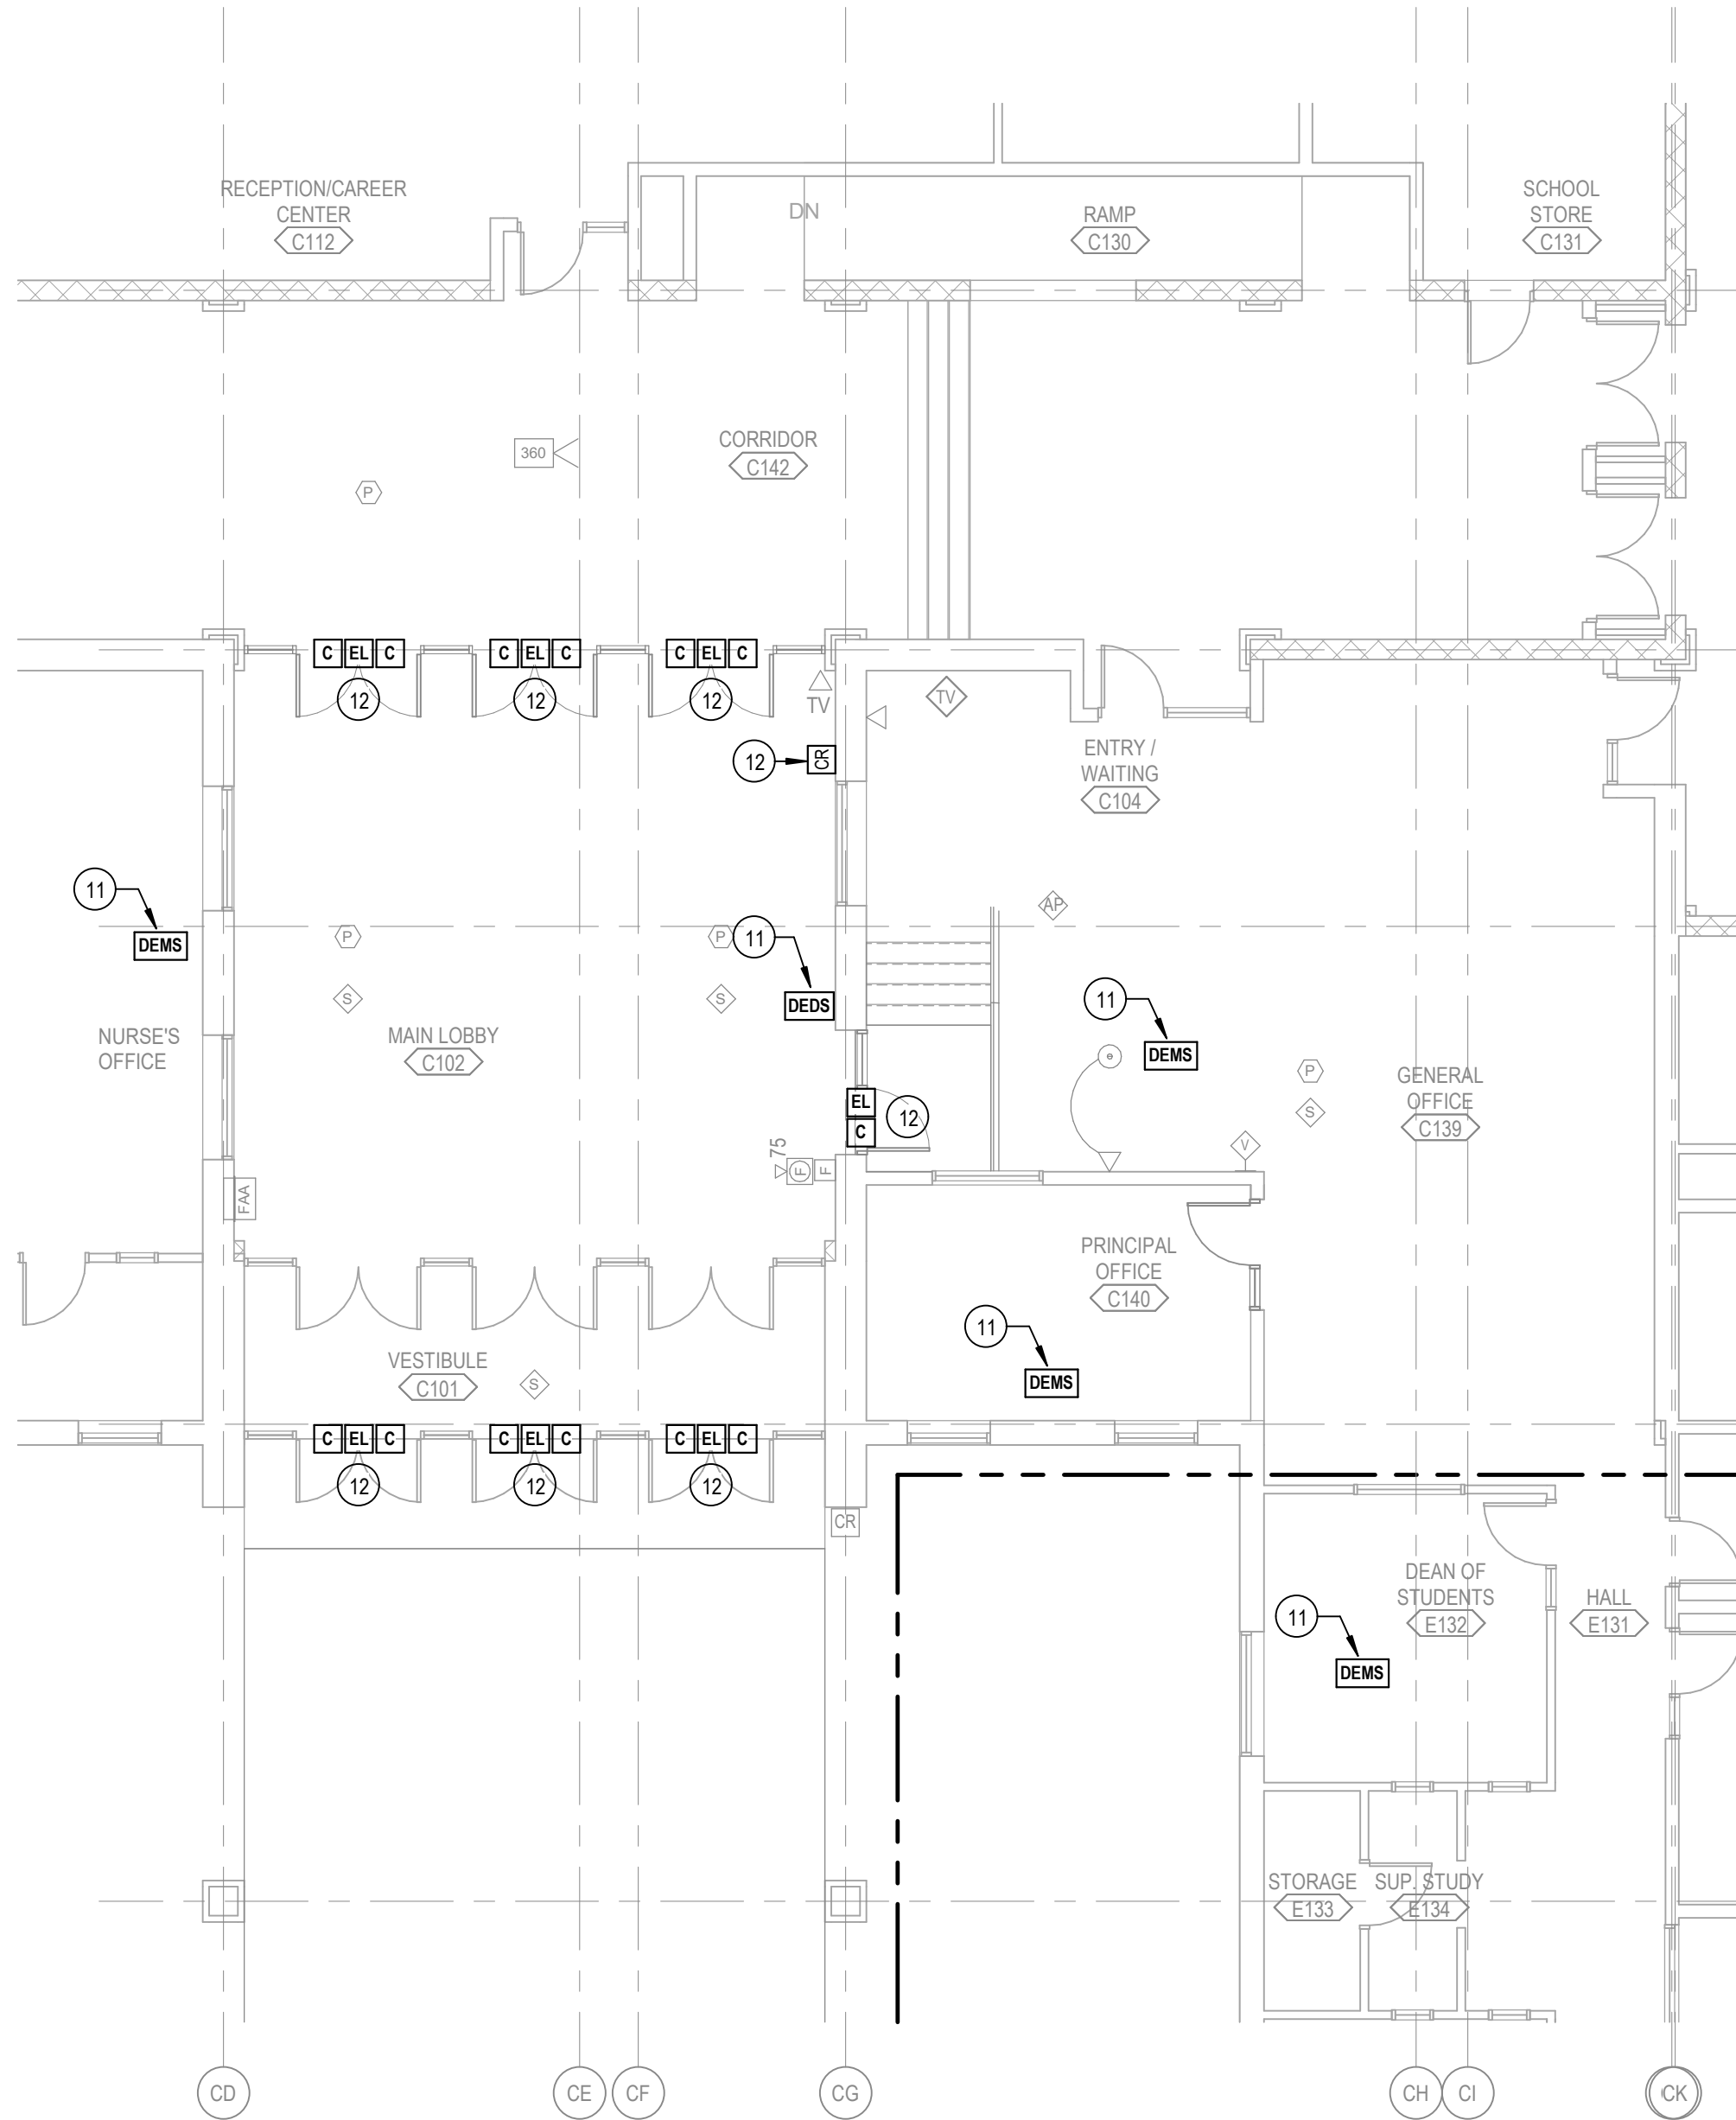 RECEPTION/CAREER
CENTER
C112
DN
RAMP
C130
SCHOOL
STORE
C131
360
CORRIDOR
C142
P
C EL C
C EL C
C EL C
12
12
12
TV
TV
12
CR
ENTRY /
WAITING
C104
11
DEMS
P
P
11
AP
S
S
DEDS
11
NURSE'S
OFFICE
MAIN LOBBY
C102
DEMS
P
S
GENERAL
OFFICE
C139
EL
C
12
75
F
F
V
FAA
PRINCIPAL
OFFICE
C140
11
DEMS
VESTIBULE
C101
S
C EL C
C EL C
C EL C
12
12
12
CR
DEAN OF
STUDENTS
E132
HALL
E131
11
DEMS
STORAGE
E133
SUP. STUDY
E134
CD
CE
CF
CG
CH
CI
CK